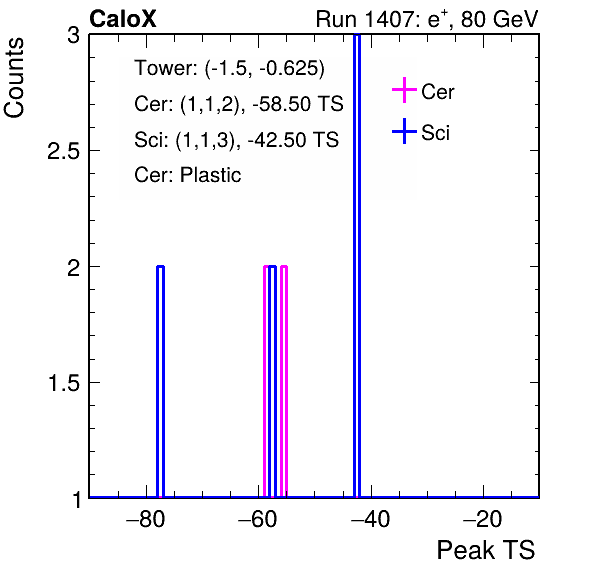 CaloX Run 1407: e⁺, 80 GeV
Counts
3
2.5
2
1.5
1
Tower: (-1.5, -0.625)
Cer: (1,1,2), -58.50 TS
Sci: (1,1,3), -42.50 TS
Cer: Plastic
Cer
Sci
−80 −60 −40 −20
Peak TS